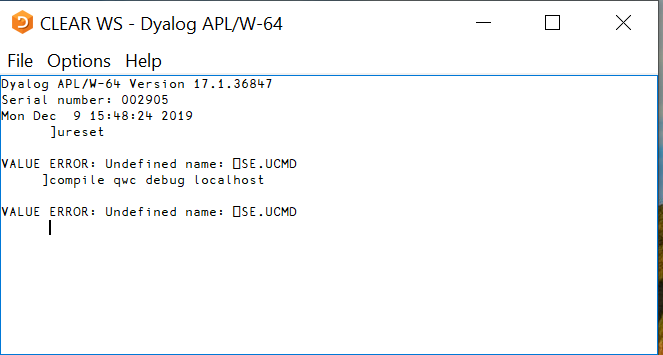 CLEAR WS - Dyalog APL/W-64
File Options Help
Dyalog APL/W-64 Version 17.1.36847
Serial number: 002905
Mon Dec  9 15:48:24 2019
      ]ureset
VALUE ERROR: Undefined name: ⎕SE.UCMD
     ]compile qwc debug localhost
VALUE ERROR: Undefined name: ⎕SE.UCMD